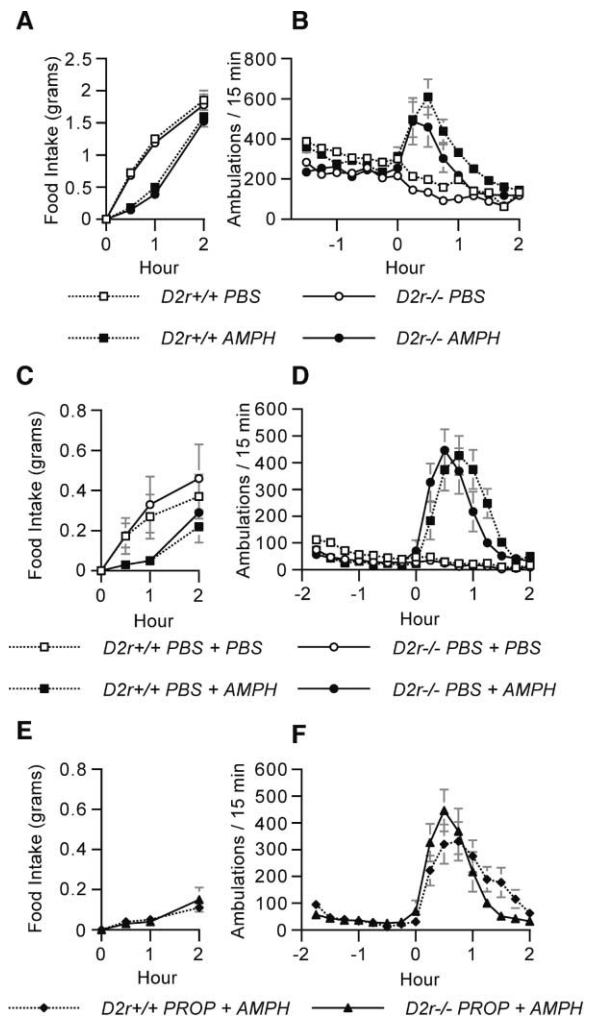 A
B
Food Intake (grams)
2.5
2
1.5
1
0.5
0
0 1 2
Hour
Ambulations / 15 min
800
600
400
200
0
-1 0 1 2
Hour
D2r+/+ PBS
D2r-/- PBS
D2r+/+ AMPH
D2r-/- AMPH
C
D
Food Intake (grams)
0.8
0.6
0.4
0.2
0
0 1 2
Hour
Ambulations / 15 min
600
500
400
300
200
100
0
-2 -1 0 1 2
Hour
D2r+/+ PBS + PBS
D2r-/- PBS + PBS
D2r+/+ PBS + AMPH
D2r-/- PBS + AMPH
E
F
Food Intake (grams)
0.8
0.6
0.4
0.2
0
0 1 2
Hour
Ambulations / 15 min
600
500
400
300
200
100
0
-2 -1 0 1 2
Hour
D2r+/+ PROP + AMPH
D2r-/- PROP + AMPH